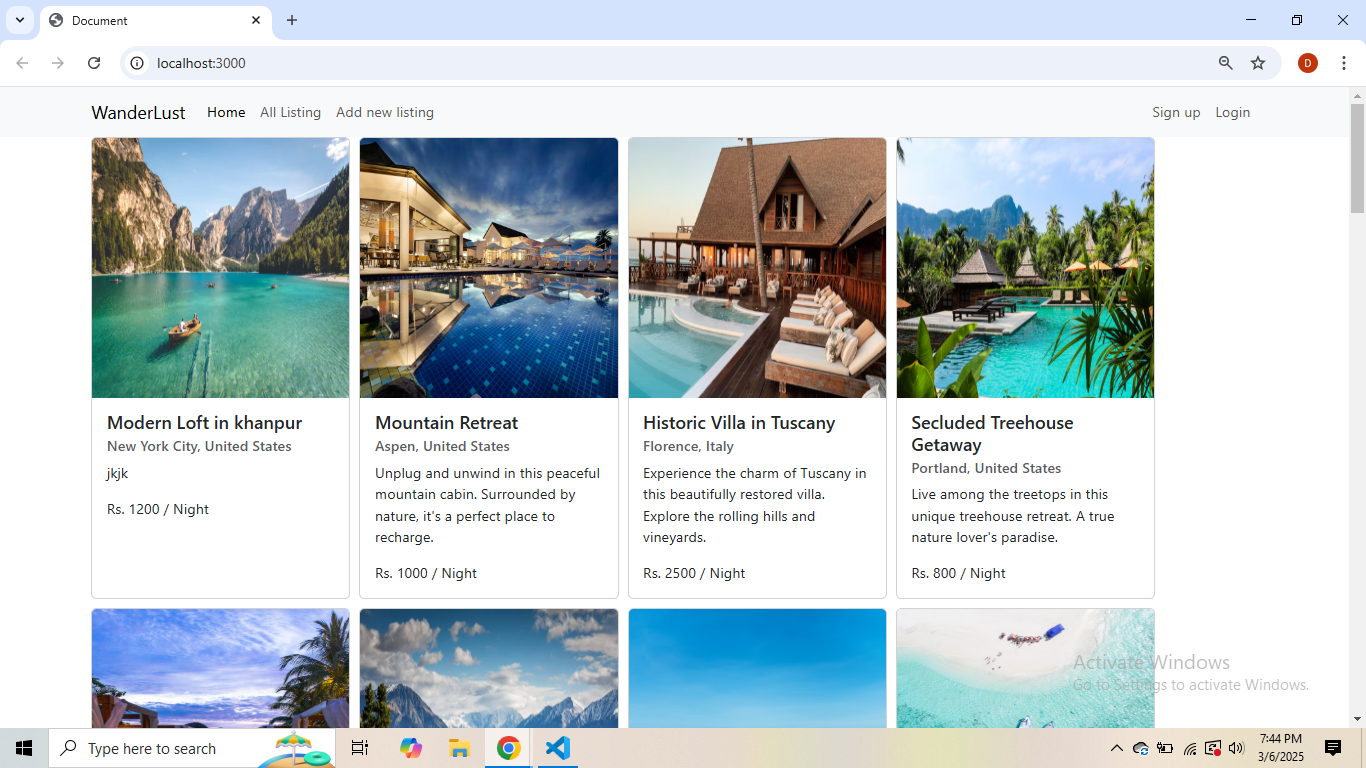 Document
localhost:3000
D
WanderLust Home All Listing Add new listing Sign up Login
Modern Loft in khanpur
New York City, United States
jkjk
Rs. 1200 / Night
Mountain Retreat
Aspen, United States
Unplug and unwind in this peaceful
mountain cabin. Surrounded by
nature, it's a perfect place to
recharge.
Rs. 1000 / Night
Historic Villa in Tuscany
Florence, Italy
Experience the charm of Tuscany in
this beautifully restored villa.
Explore the rolling hills and
vineyards.
Rs. 2500 / Night
Secluded Treehouse
Getaway
Portland, United States
Live among the treetops in this
unique treehouse retreat. A true
nature lover's paradise.
Rs. 800 / Night
Activate Windows
Go to Settings to activate Windows.
Type here to search
7:44 PM
3/6/2025